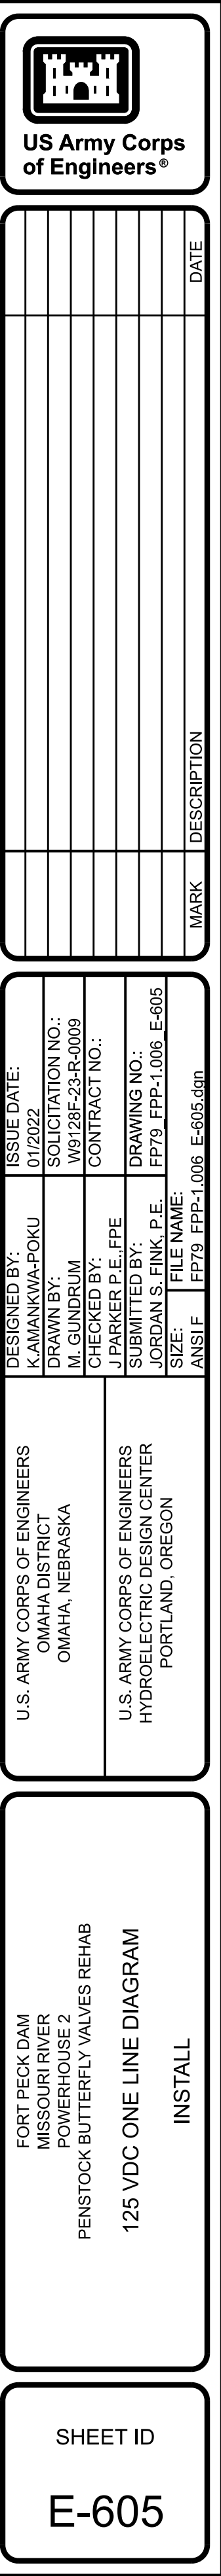 US Army Corps
of Engineers®
MARK DESCRIPTION DATE
DESIGNED BY:
K.AMANKWA-POKU
ISSUE DATE:
01/2022
DRAWN BY:
M. GUNDRUM
SOLICITATION NO.:
W9128F-23-R-0009
CHECKED BY:
J PARKER P.E.,FPE
CONTRACT NO.:
SUBMITTED BY:
JORDAN S. FINK, P.E.
DRAWING NO.:
FP79_FPP-1.006_E-605
SIZE:
ANSI F
FILE NAME:
FP79_FPP-1.006_E-605.dgn
U.S. ARMY CORPS OF ENGINEERS
OMAHA DISTRICT
OMAHA, NEBRASKA
U.S. ARMY CORPS OF ENGINEERS
HYDROELECTRIC DESIGN CENTER
PORTLAND, OREGON
FORT PECK DAM
MISSOURI RIVER
POWERHOUSE 2
PENSTOCK BUTTERFLY VALVES REHAB
125 VDC ONE LINE DIAGRAM
INSTALL
SHEET ID
E-605